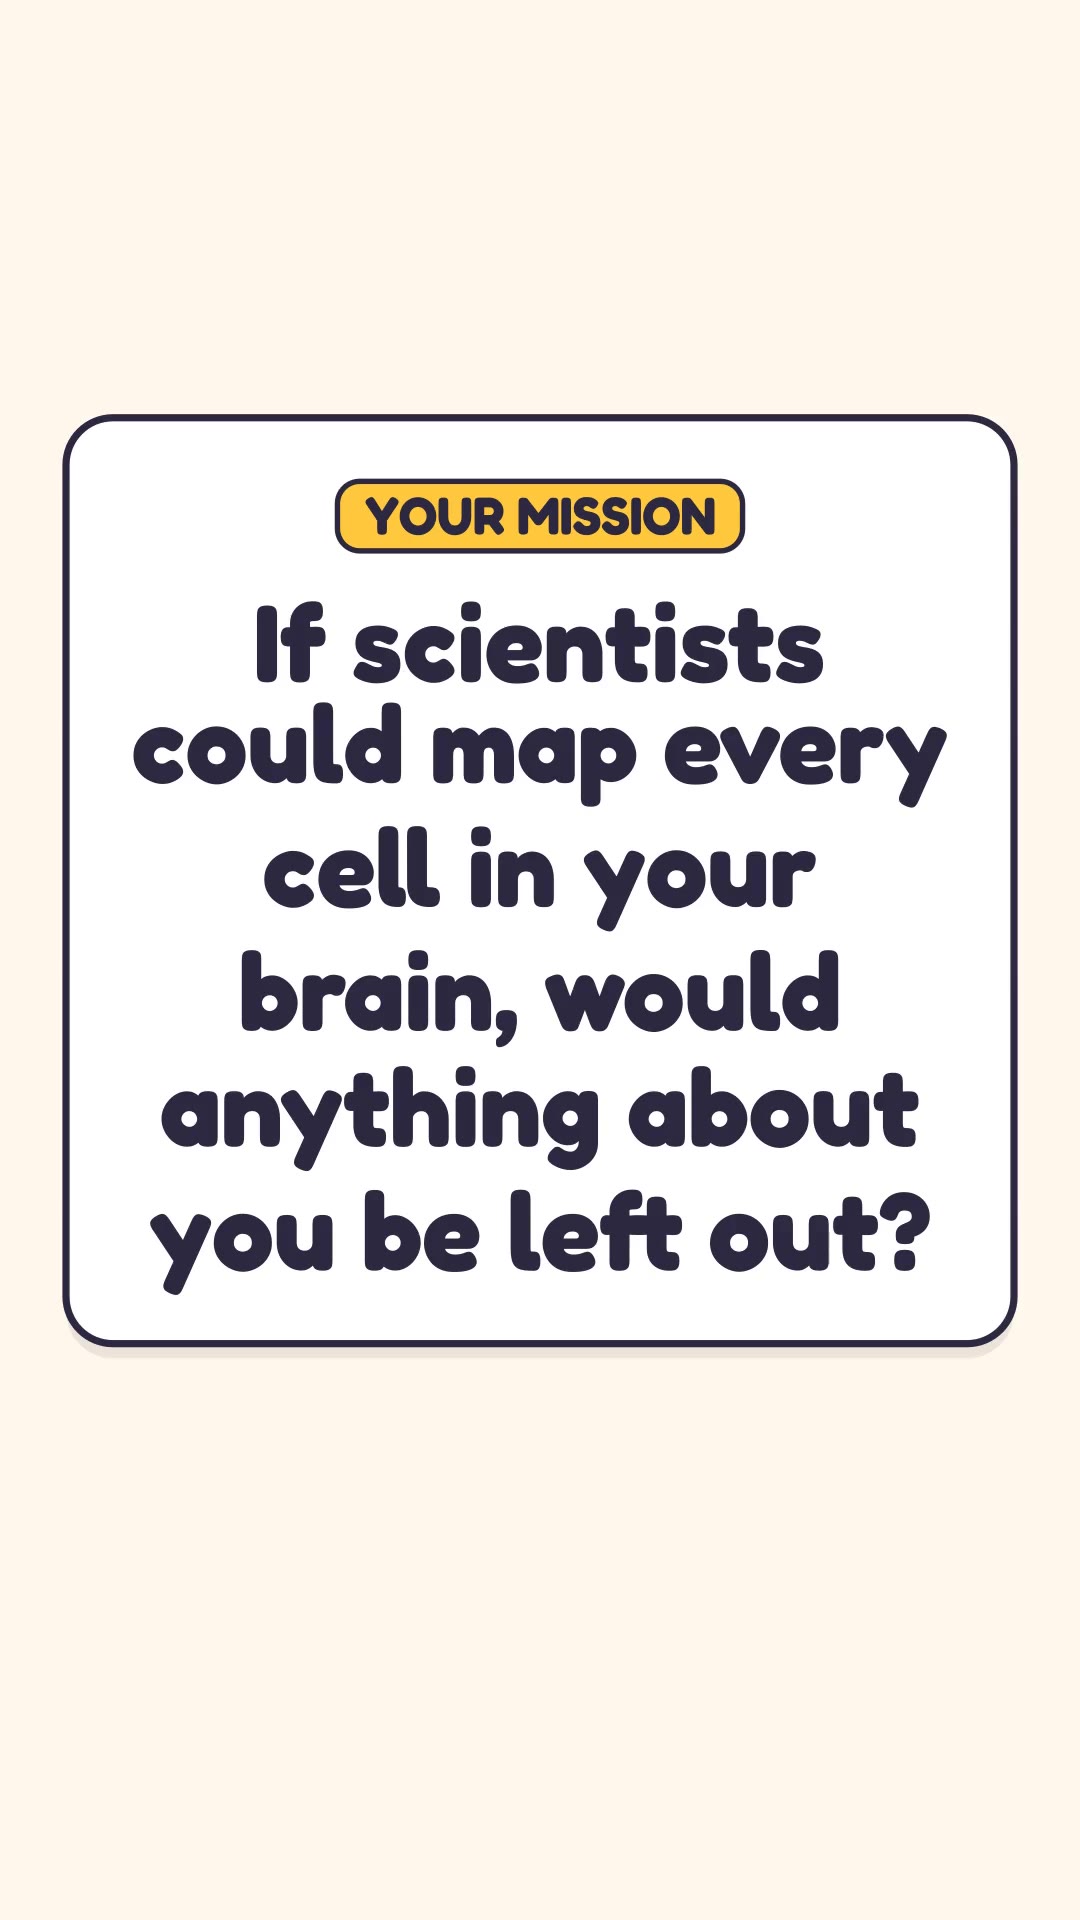 YOUR MISSION
If scientists
could map every
cell in your
brain, would
anything about
you be left out?